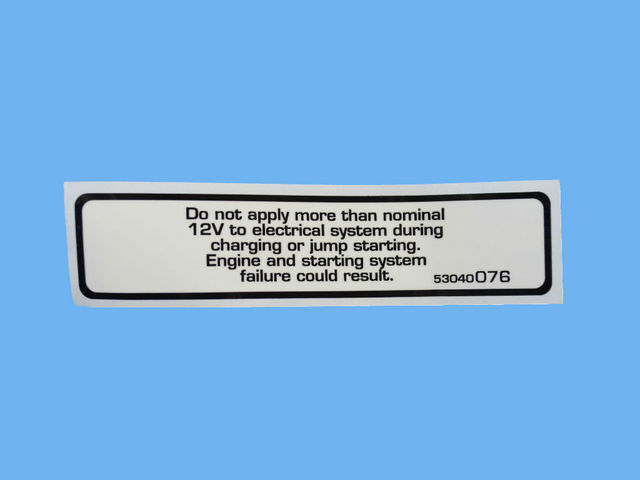 Do not apply more than nominal
12V to electrical system during
charging or jump starting.
Engine and starting system
failure could result.
53040076